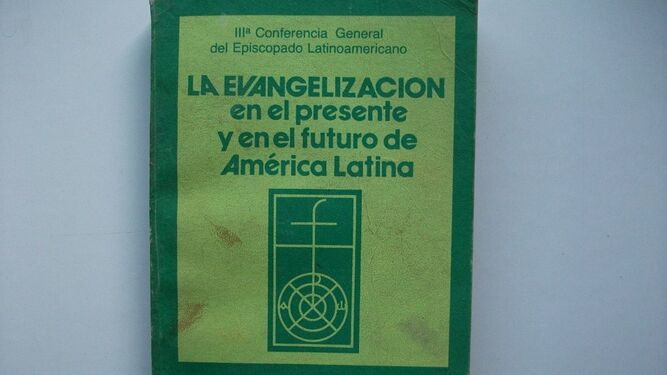 IIIª Conferencia General
del Episcopado Latinoamericano
LA EVANGELIZACION
en el presente
y en el futuro de
América Latina